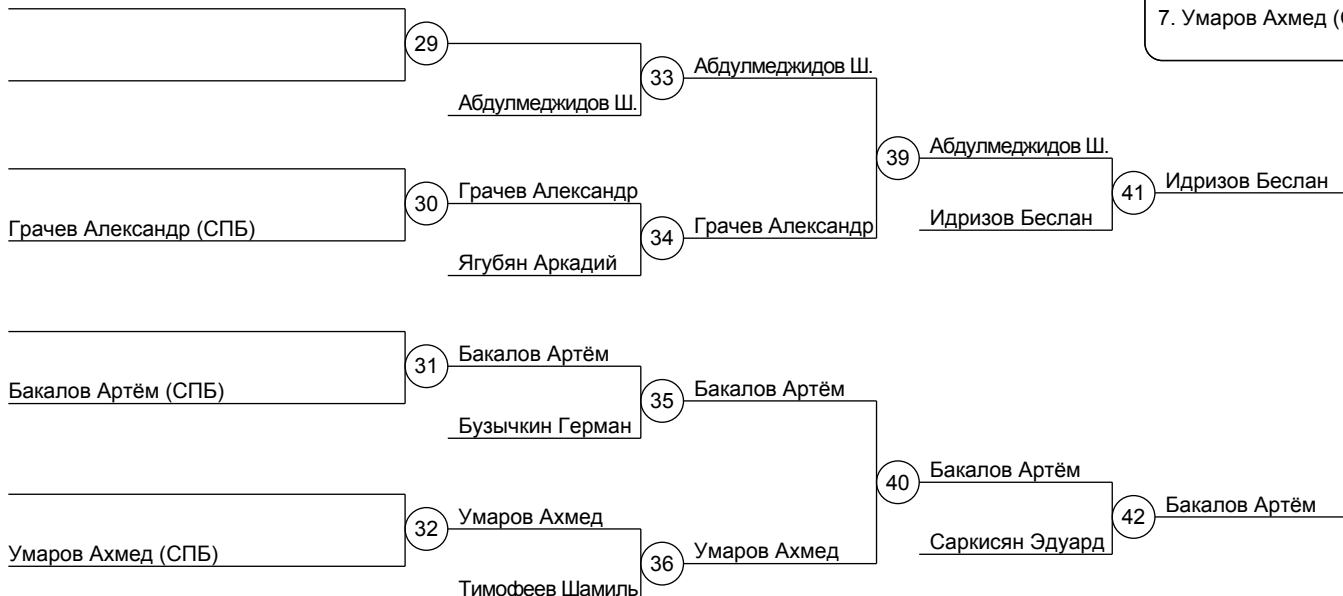 7. Умаров Ахмед (
29
Абдулмеджидов Ш.
33
Абдулмеджидов Ш.
39
Абдулмеджидов Ш.
30
Грачев Александр
Грачев Александр (СПБ)
Ягубян Аркадий
34
Грачев Александр
Идризов Беслан
41
Идризов Беслан
31
Бакалов Артём
Бакалов Артём (СПБ)
35
Бакалов Артём
Бузычкин Герман
40
Бакалов Артём
32
Умаров Ахмед
Умаров Ахмед (СПБ)
36
Умаров Ахмед
Тимофеев Шамиль
Саркисян Эдуард
42
Бакалов Артём